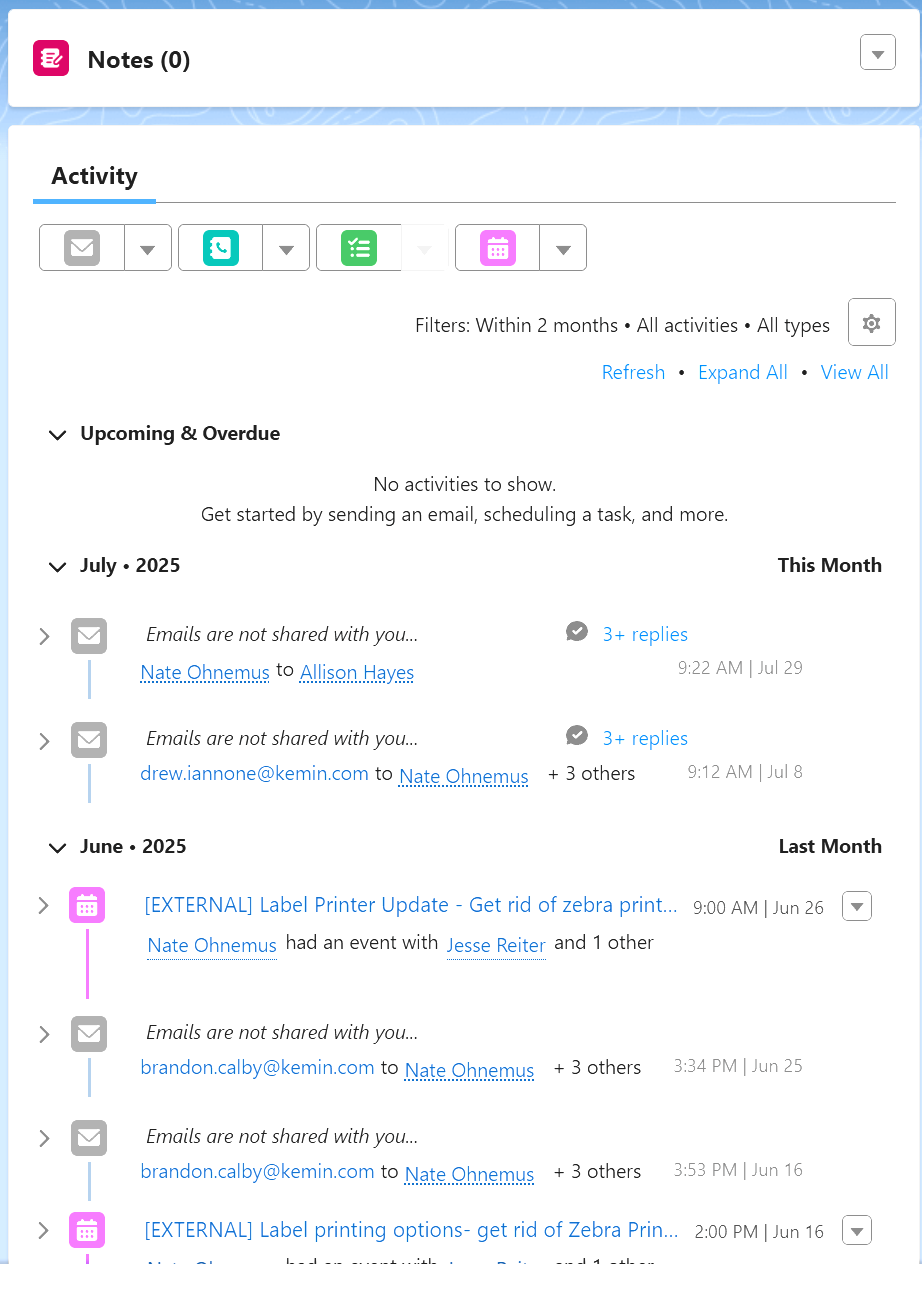 Notes (0)
Activity
Filters: Within 2 months • All activities • All types
Refresh • Expand All • View All
Upcoming & Overdue
No activities to show.
Get started by sending an email, scheduling a task, and more.
July • 2025 This Month
Emails are not shared with you... 3+ replies
Nate Ohnemus to Allison Hayes 9:22 AM | Jul 29
Emails are not shared with you... 3+ replies
drew.iannone@kemin.com to Nate Ohnemus + 3 others 9:12 AM | Jul 8
June • 2025 Last Month
[EXTERNAL] Label Printer Update - Get rid of zebra print... 9:00 AM | Jun 26
Nate Ohnemus had an event with Jesse Reiter and 1 other
Emails are not shared with you...
brandon.calby@kemin.com to Nate Ohnemus + 3 others 3:34 PM | Jun 25
Emails are not shared with you...
brandon.calby@kemin.com to Nate Ohnemus + 3 others 3:53 PM | Jun 16
[EXTERNAL] Label printing options- get rid of Zebra Prin... 2:00 PM | Jun 16
had an event with and 1 other